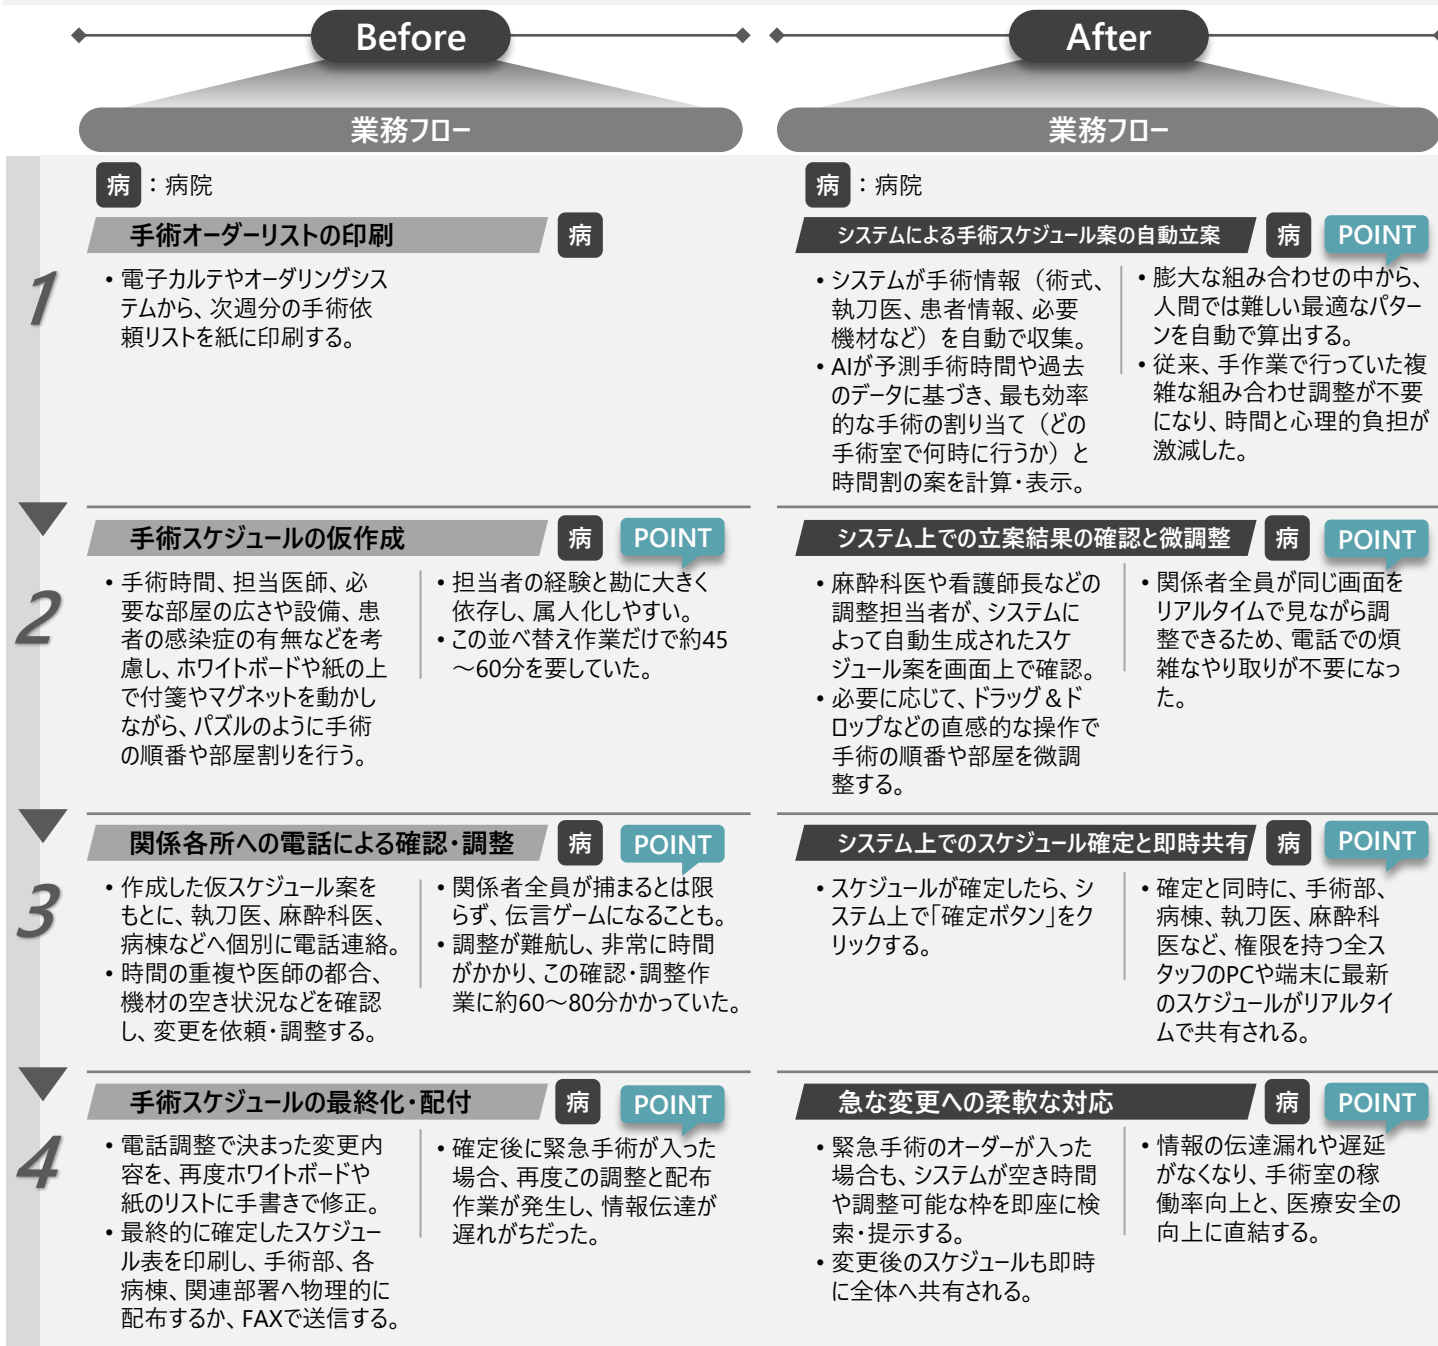 Before
業務フロー
病：病院
1
手術オーダーリストの印刷
病
• 電子カルテやオーダリングシス
テムから、次週分の手術依
頼リストを紙に印刷する。
2
手術スケジュールの仮作成
病
POINT
• 手術時間、担当医師、必
要な部屋の広さや設備、患
者の感染症の有無などを考
慮し、ホワイトボードや紙の上
で付箋やマグネットを動かし
ながら、パズルのように手術
の順番や部屋割りを行う。
• 担当者の経験と勘に大きく
依存し、属人化しやすい。
• この並べ替え作業だけで約45
～60分を要していた。
3
関係各所への電話による確認・調整
病
POINT
• 作成した仮スケジュール案を
もとに、執刀医、麻酔科医、
病棟などへ個別に電話連絡。
• 時間の重複や医師の都合、
機材の空き状況などを確認
し、変更を依頼・調整する。
• 関係者全員が捕まるとは限
らず、伝言ゲームになることも。
• 調整が難航し、非常に時間
がかかり、この確認・調整作
業に約60～80分かかっていた。
4
手術スケジュールの最終化・配付
病
POINT
• 電話調整で決まった変更内
容を、再度ホワイトボードや
紙のリストに手書きで修正。
• 最終的に確定したスケジュー
ル表を印刷し、手術部、各
病棟、関連部署へ物理的に
配布するか、FAXで送信する。
• 確定後に緊急手術が入った
場合、再度この調整と配布
作業が発生し、情報伝達が
遅れがちだった。
After
業務フロー
病：病院
システムによる手術スケジュール案の自動立案
病
POINT
• システムが手術情報（術式、
執刀医、患者情報、必要
機材など）を自動で収集。
• AIが予測手術時間や過去
のデータに基づき、最も効率
的な手術の割り当て（どの
手術室で何時に行うか）と
時間割の案を計算・表示。
• 膨大な組み合わせの中から、
人間では難しい最適なパター
ンを自動で算出する。
• 従来、手作業で行っていた複
雑な組み合わせ調整が不要
になり、時間と心理的負担が
激減した。
システム上での立案結果の確認と微調整
病
POINT
• 麻酔科医や看護師長などの
調整担当者が、システムに
よって自動生成されたスケ
ジュール案を画面上で確認。
• 必要に応じて、ドラッグ＆ド
ロップなどの直感的な操作で
手術の順番や部屋を微調
整する。
• 関係者全員が同じ画面を
リアルタイムで見ながら調
整できるため、電話での煩
雑なやり取りが不要になっ
た。
システム上でのスケジュール確定と即時共有
病
POINT
• スケジュールが確定したら、シ
ステム上で「確定ボタン」をク
リックする。
• 確定と同時に、手術部、
病棟、執刀医、麻酔科
医など、権限を持つ全ス
タッフのPCや端末に最新
のスケジュールがリアルタイ
ムで共有される。
急な変更への柔軟な対応
病
POINT
• 緊急手術のオーダーが入った
場合も、システムが空き時間
や調整可能な枠を即座に検
索・提示する。
• 変更後のスケジュールも即時
に全体へ共有される。
• 情報の伝達漏れや遅延
がなくなり、手術室の稼
働率向上と、医療安全の
向上に直結する。